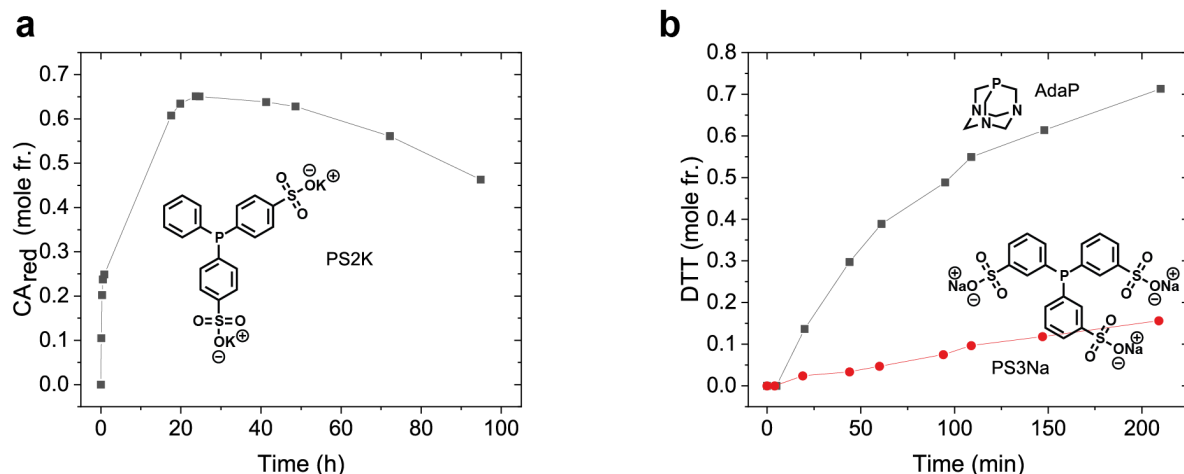 a
CA_red (mole fr.)
0.7
0.6
0.5
0.4
0.3
0.2
0.1
0.0
0 20 40 60 80 100
Time (h)
P
S
O
O
OK
⊖
⊕
S
O
O
OK
⊖
⊕
PS2K
b
DTT (mole fr.)
0.8
0.7
0.6
0.5
0.4
0.3
0.2
0.1
0.0
0 50 100 150 200
Time (min)
P
N
N
N
AdaP
P
S
O
O
NaO
⊕
⊖
S
O
O
ONa
⊕
⊖
S
O
O
ONa
⊕
⊖
PS3Na